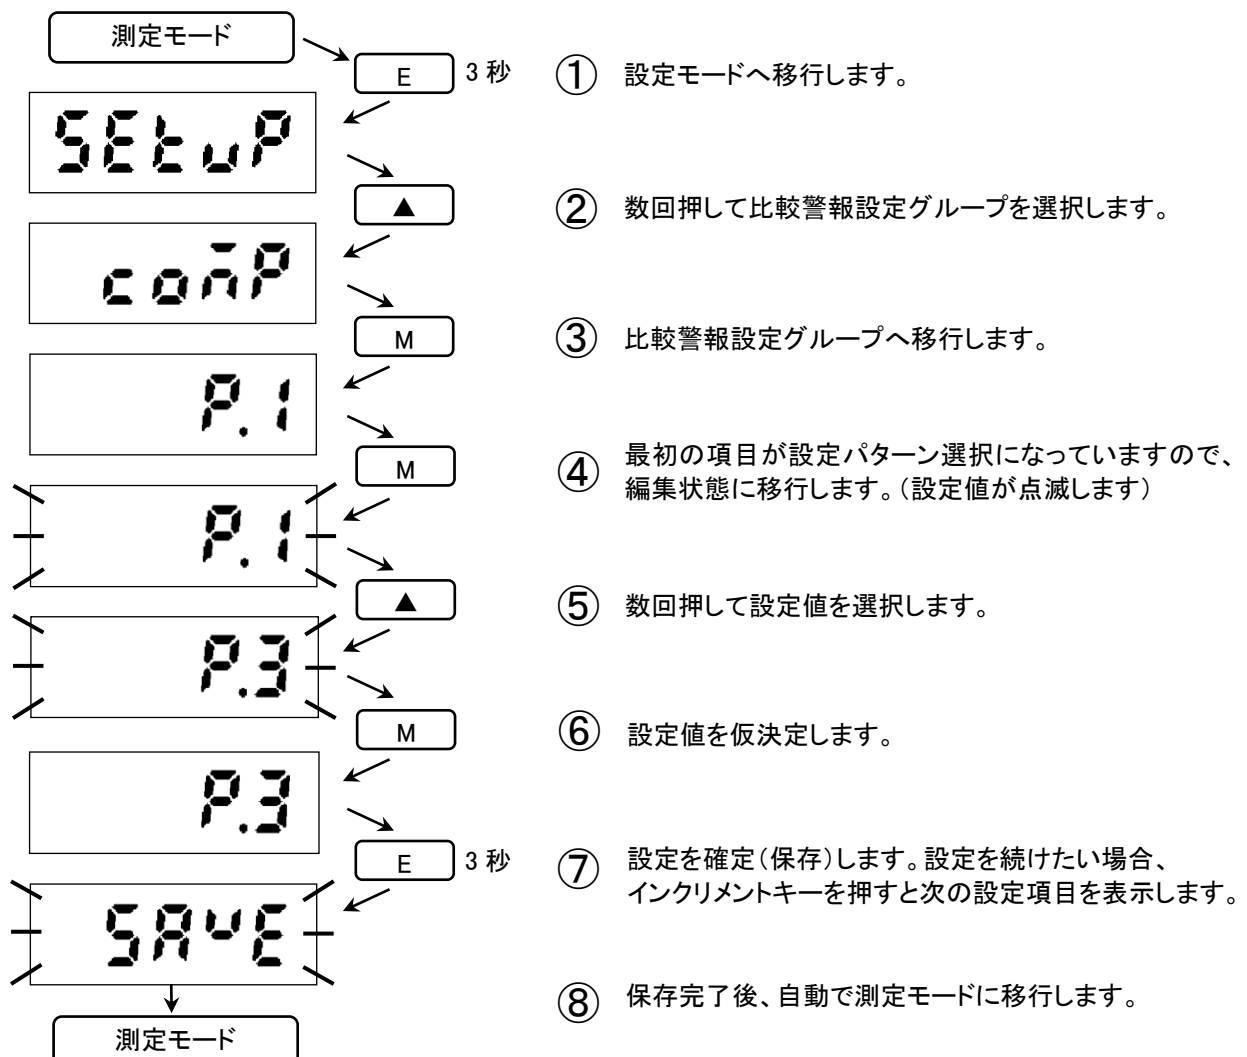 測定モード
E 3 秒 ① 設定モードへ移行します。
SEtuP
▲ ② 数回押して比較警報設定グループを選択します。
comP
M ③ 比較警報設定グループへ移行します。
P.1
M ④ 最初の項目が設定パターン選択になっていますので、
編集状態に移行します。(設定値が点滅します)
P.1
▲ ⑤ 数回押して設定値を選択します。
P.3
M ⑥ 設定値を仮決定します。
P.3
E 3 秒 ⑦ 設定を確定(保存)します。設定を続けたい場合、
インクリメントキーを押すと次の設定項目を表示します。
SAvE
⑧ 保存完了後、自動で測定モードに移行します。
測定モード